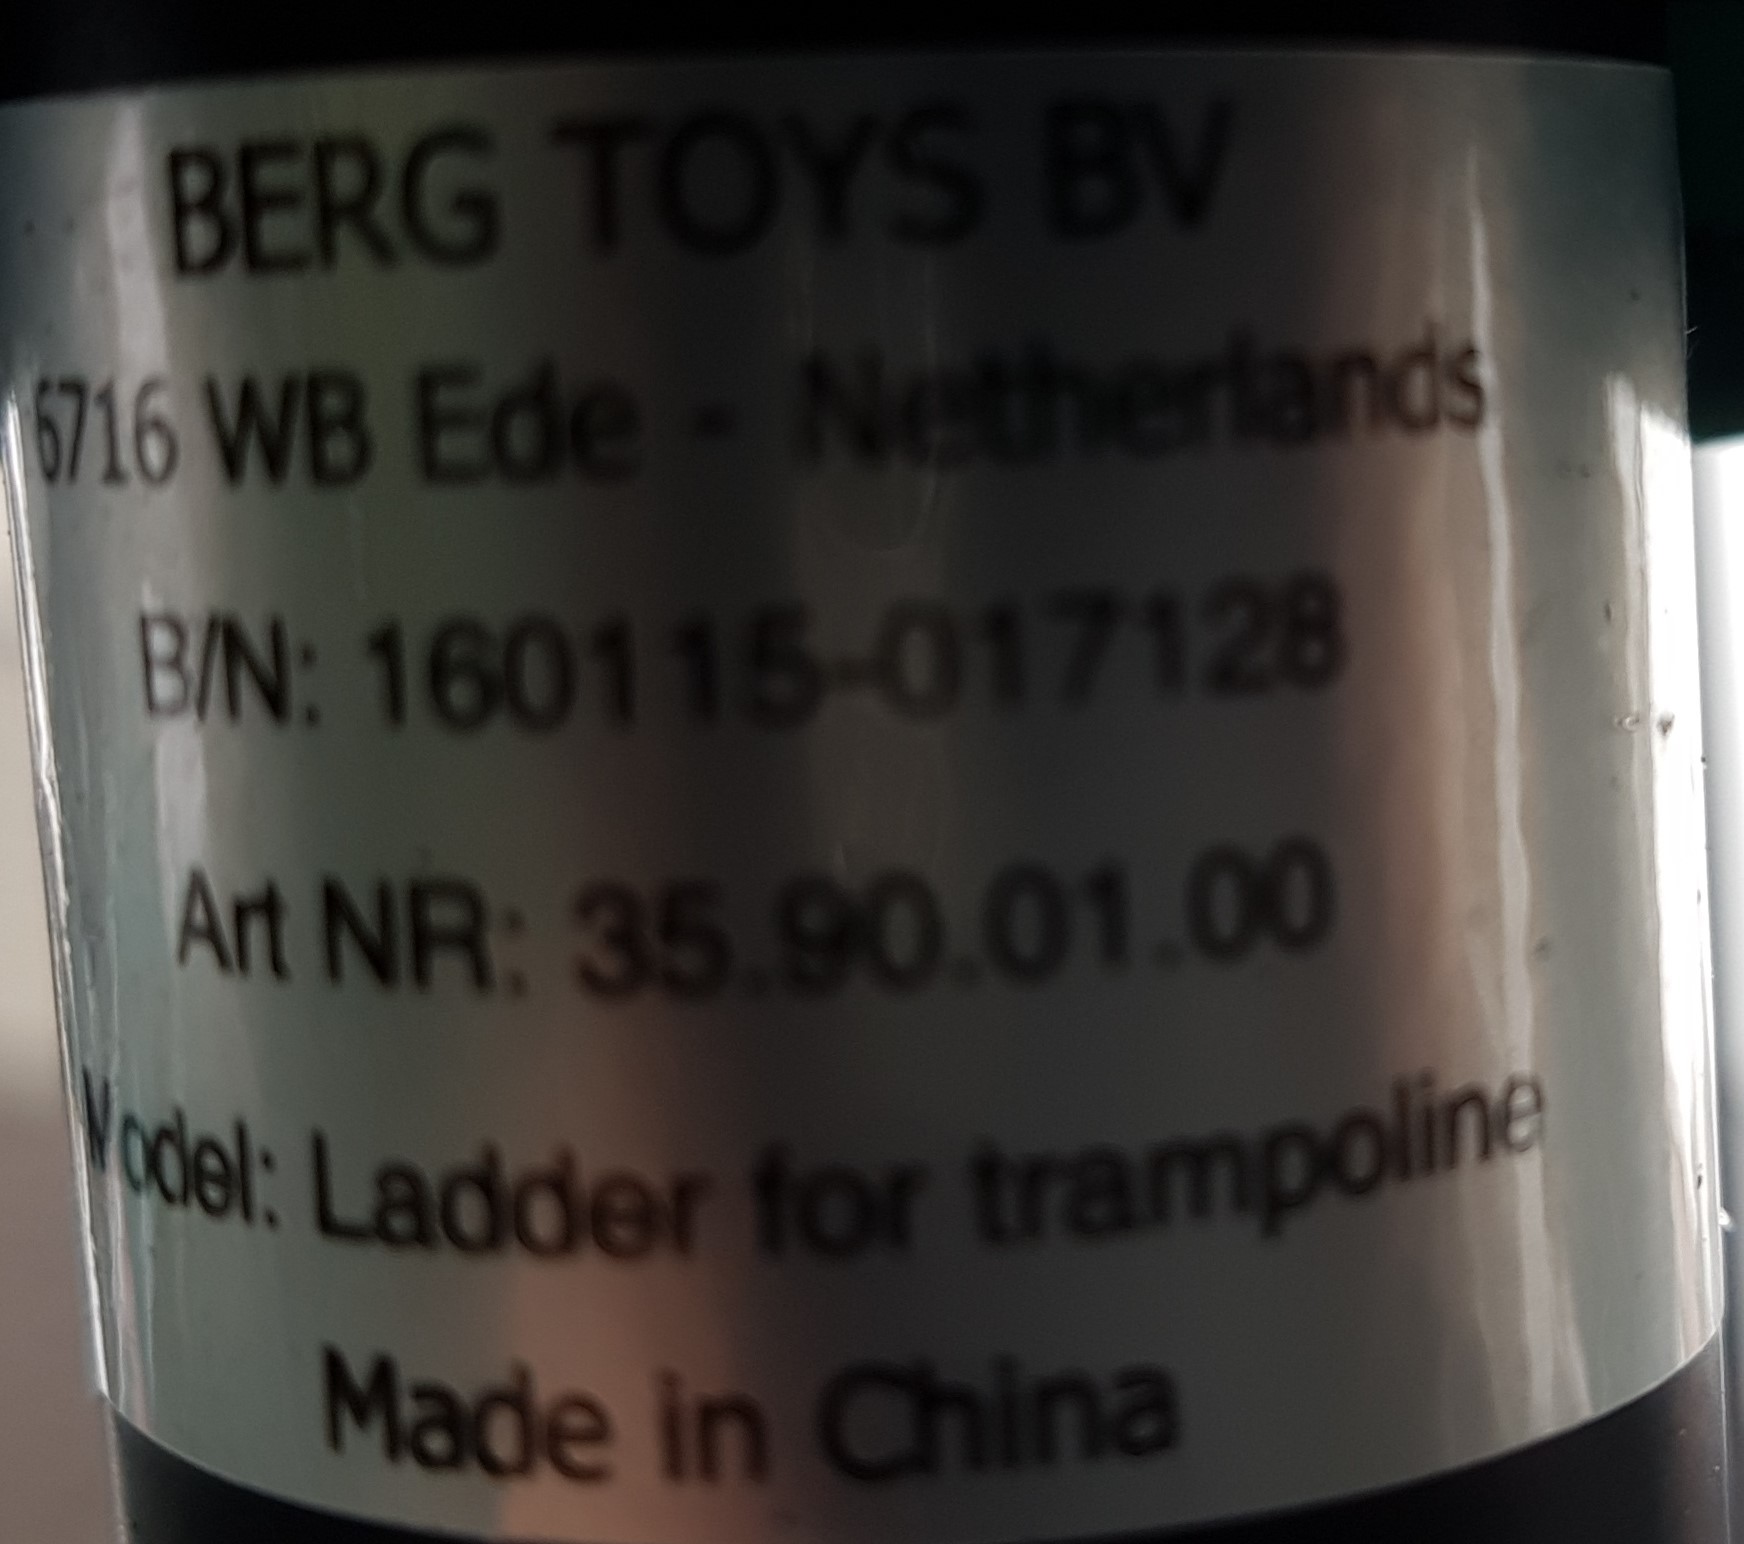 BERG TOYS BV
6716 WB Ede - Netherlands
B/N: 160115-017128
Art NR: 35.90.01.00
Model: Ladder for trampoline
Made in China